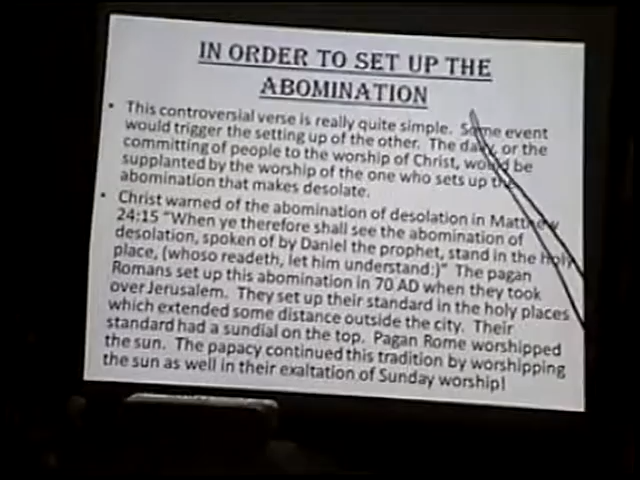 IN ORDER TO SET UP THE
ABOMINATION
• This controversial verse is really quite simple. Some event
would trigger the setting up of the other. The daily, or the
committing of people to the worship of Christ, would be
supplanted by the worship of the one who sets up the
abomination that makes desolate.
• Christ warned of the abomination of desolation in Matthew
24:15 "When ye therefore shall see the abomination of
desolation, spoken of by Daniel the prophet, stand in the holy
place, (whoso readeth, let him understand:)" The pagan
Romans set up this abomination in 70 AD when they took
over Jerusalem. They set up their standard in the holy places
which extended some distance outside the city. Their
standard had a sundial on the top. Pagan Rome worshipped
the sun. The papacy continued this tradition by worshipping
the sun as well in their exaltation of Sunday worship!